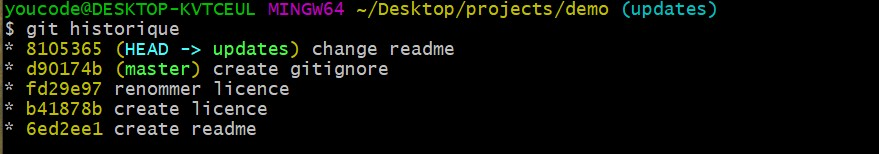 youcode@DESKTOP-KVTCEUL MINGW64 ~/Desktop/projects/demo (updates)
$ git historique
* 8105365 (HEAD -> updates) change readme
* d90174b (master) create gitignore
* fd29e97 renommer licence
* b41878b create licence
* 6ed2ee1 create readme